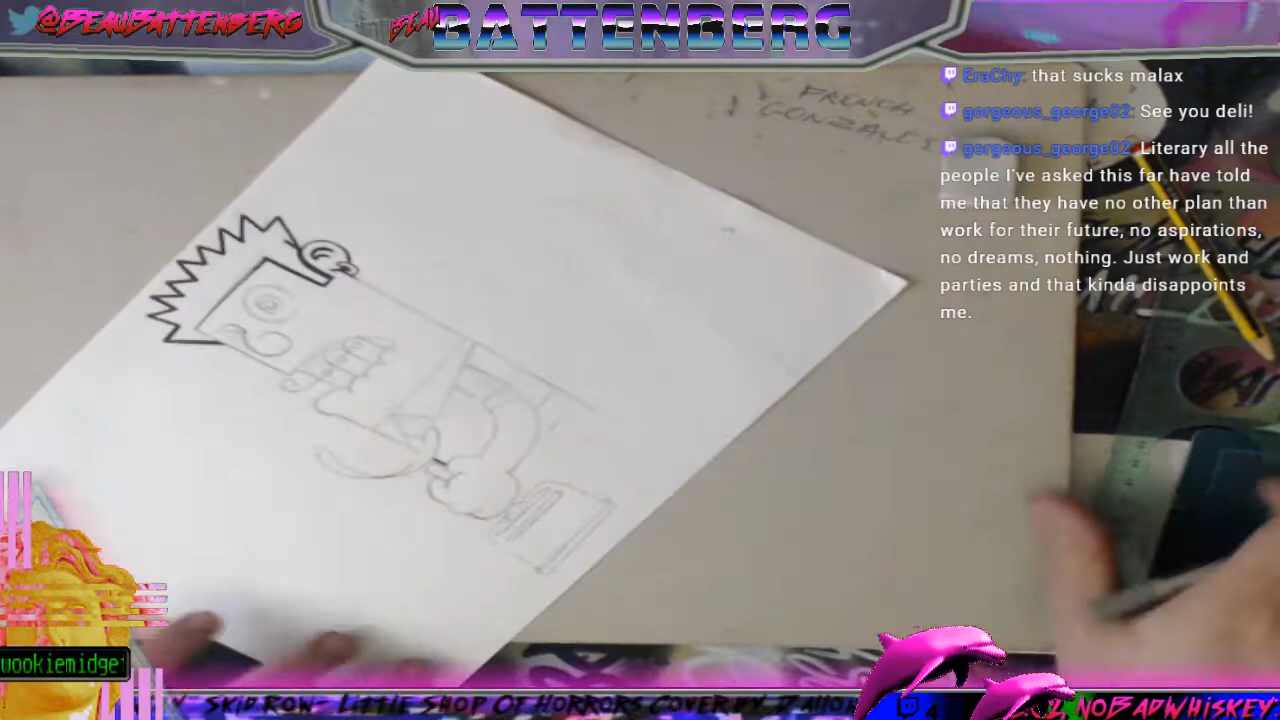 @BEAUBATTENBERG
BEAU
BATTENBERG
FRENCH
EraChy: that sucks malax
gorgeous_george02: See you deli!
gorgeous_george02: Literary all the
people I've asked this far have told
me that they have no other plan than
work for their future, no aspirations,
no dreams, nothing. Just work and
parties and that kinda disappoints
me.
wookiemidge
SKID ROW- LITTLE SHOP OF HORRORS COVER BY
4
NOBADWHISKEY